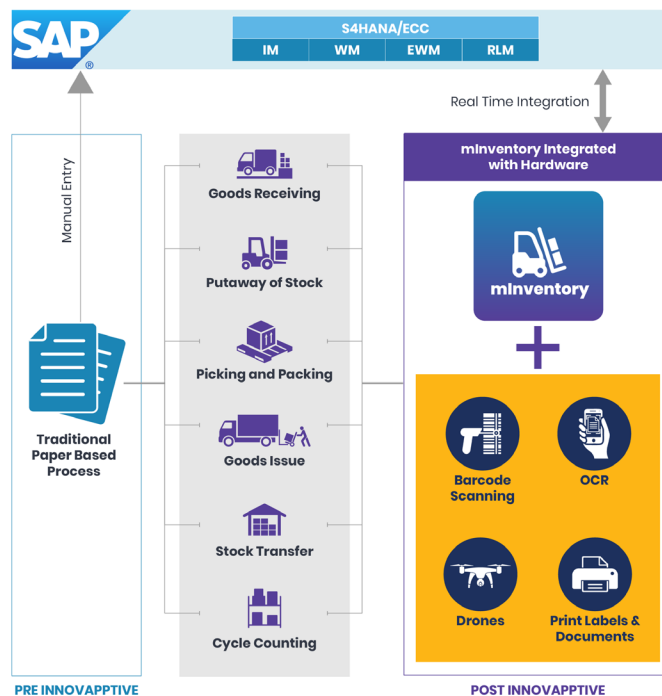 SAP
®
S4HANA/ECC
IM WM EWM RLM
Real Time Integration
Manual Entry
Traditional
Paper Based
Process
PRE INNOVAPPTIVE
Goods Receiving
Putaway of Stock
Picking and Packing
Goods Issue
Stock Transfer
Cycle Counting
mInventory Integrated
with Hardware
mInventory
Barcode
Scanning
OCR
Drones
Print Labels &
Documents
POST INNOVAPPTIVE